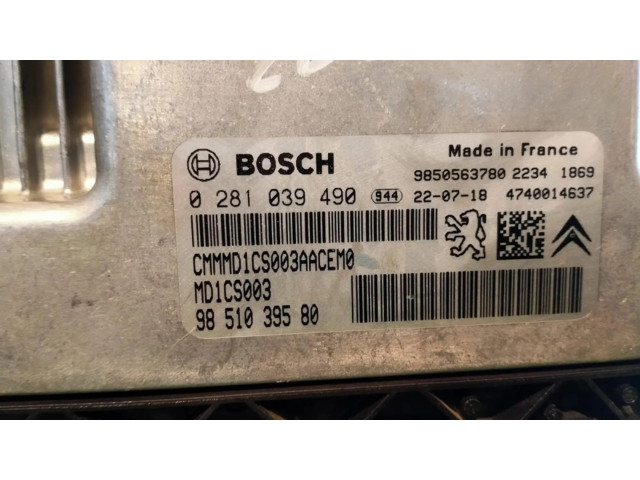 BOSCH
Made in France
9850563780 2234 1869
0 281 039 490 944 22-07-18 4740014637
CMMMD1CS003AACEM0
MD1CS003
98 510 395 80